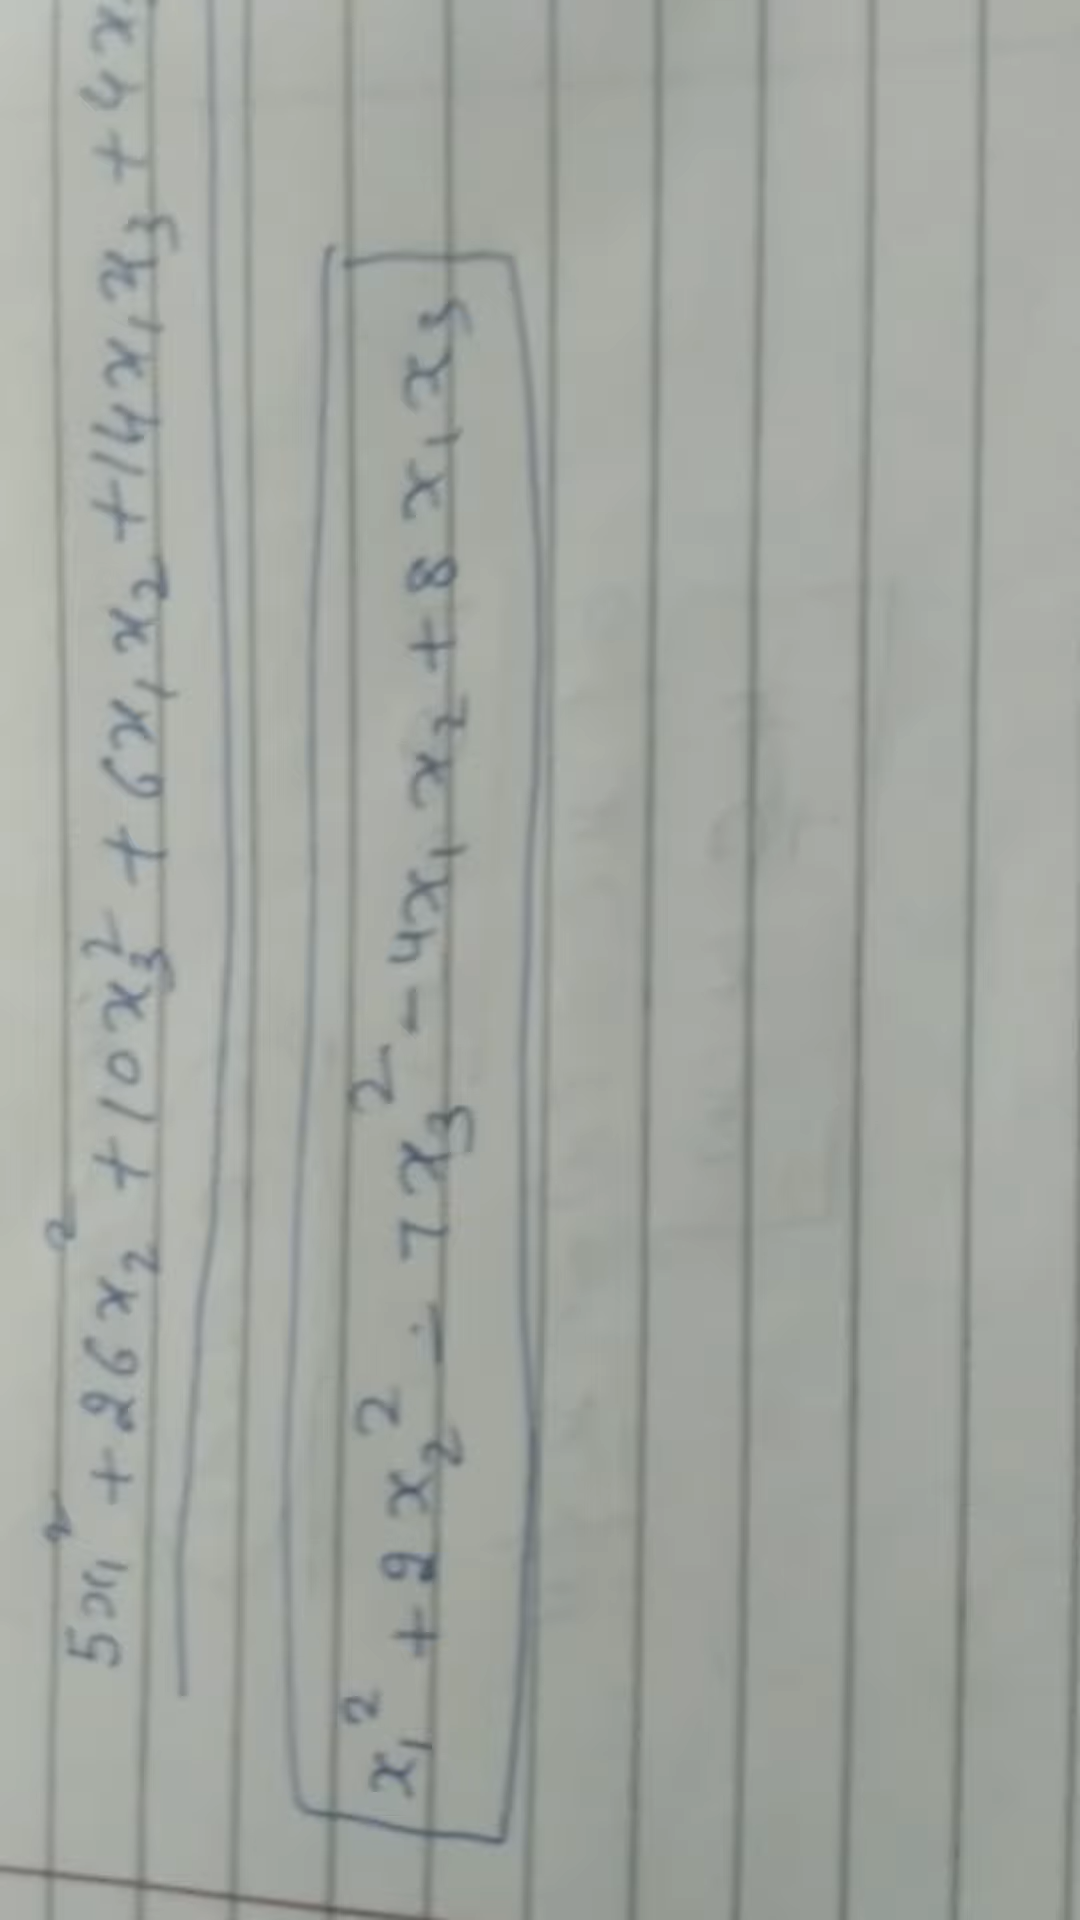 5x₁² + 26x₂² + 10x₃² + 6x₁x₂ + 14x₁x₃ + 4x
x₁² + 2x₂² - 7x₃² - 4x₁x₂ + 8x₁x₃